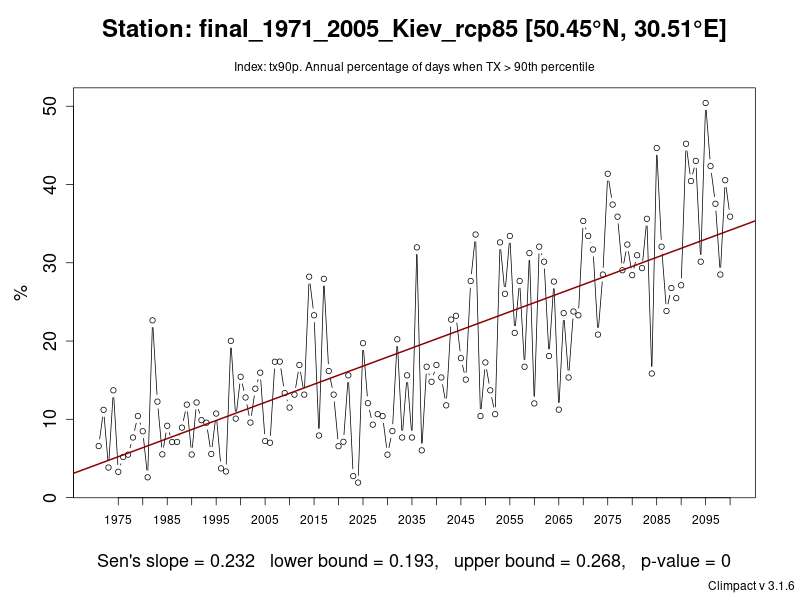 Station: final_1971_2005_Kiev_rcp85 [50.45°N, 30.51°E]
Index: tx90p. Annual percentage of days when TX > 90th percentile
50
40
30
20
10
0
%
1975 1985 1995 2005 2015 2025 2035 2045 2055 2065 2075 2085 2095
Sen's slope = 0.232 lower bound = 0.193, upper bound = 0.268, p-value = 0
Climpact v 3.1.6